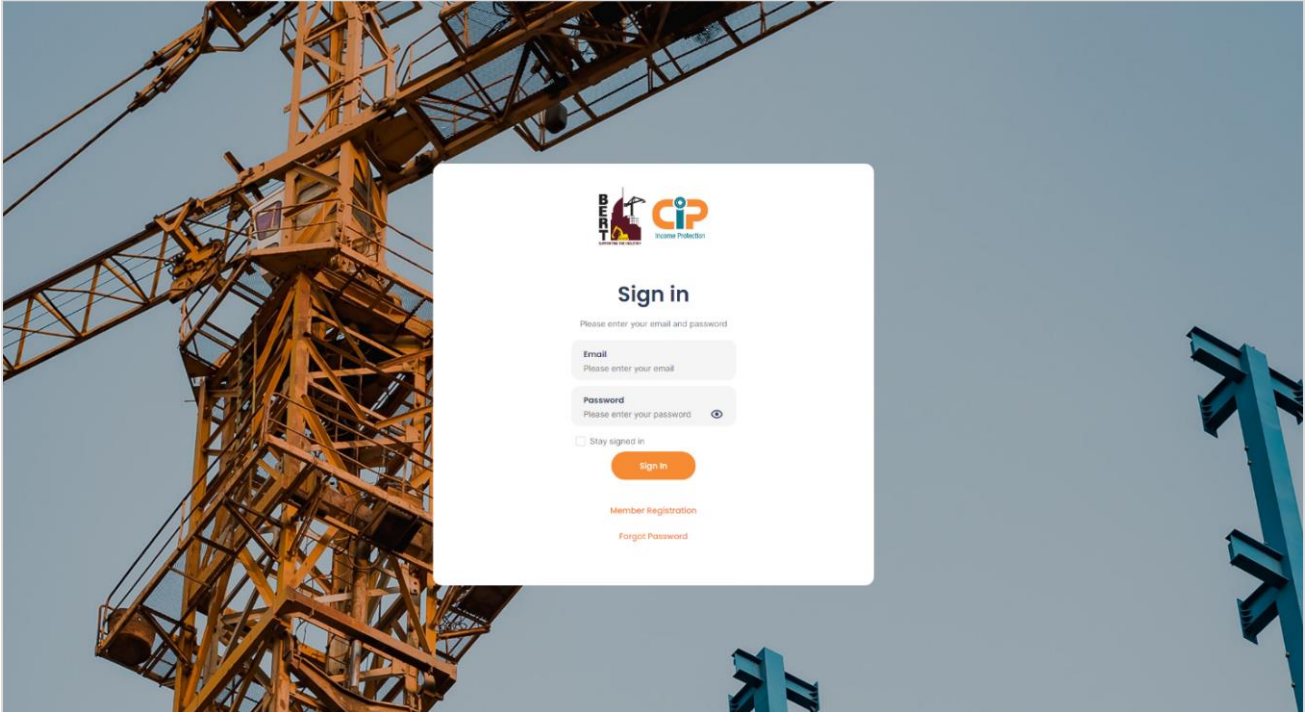 BERT
CIP
Income Protection
Sign in
Please enter your email and password
Email
Please enter your email
Password
Please enter your password
Stay signed in
Sign In
Member Registration
Forgot Password